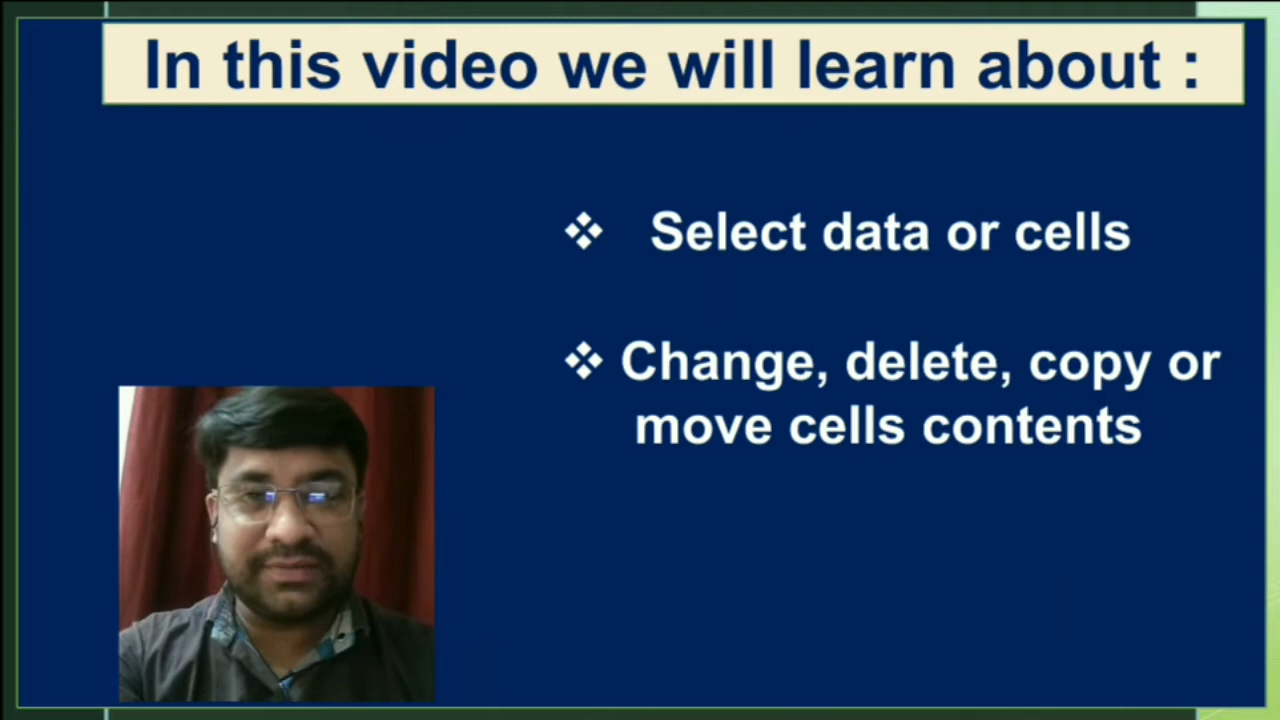 In this video we will learn about :
❖ Select data or cells
❖ Change, delete, copy or
move cells contents